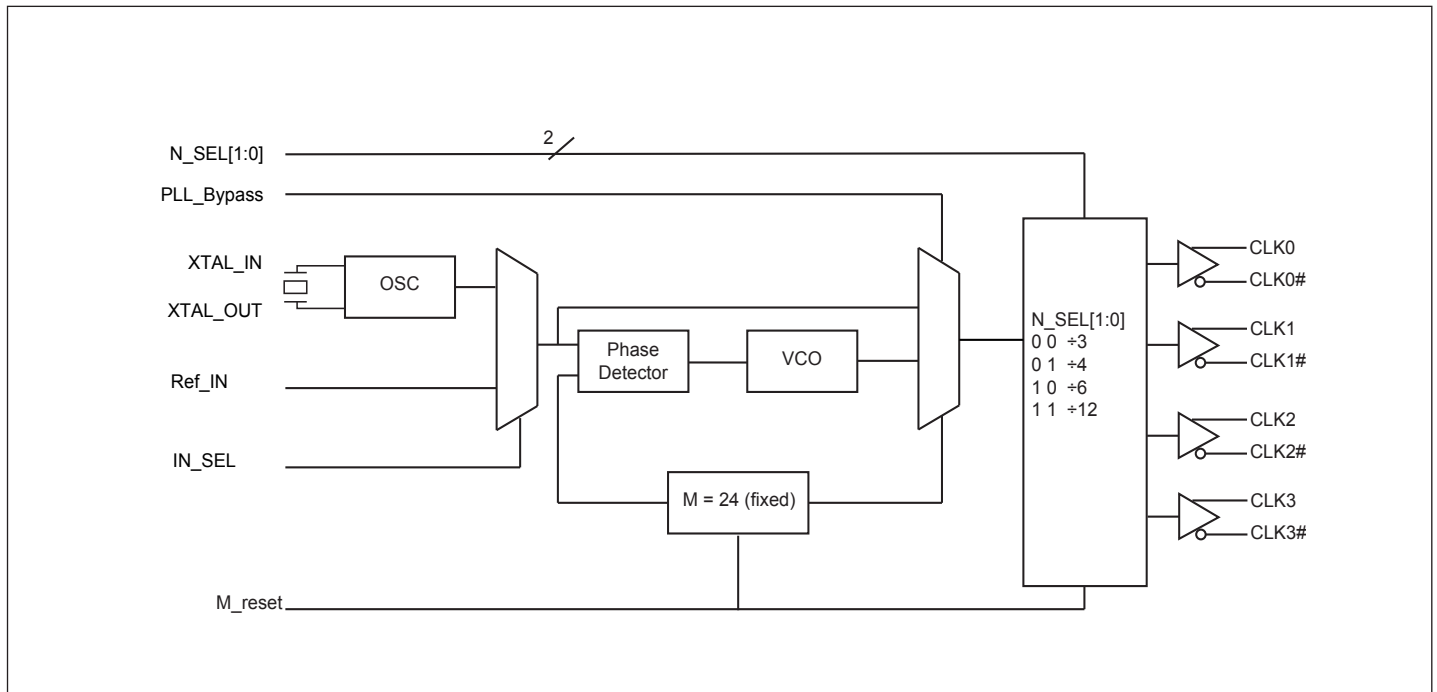 2
N_SEL[1:0]
PLL_Bypass
XTAL_IN
OSC
XTAL_OUT
Ref_IN
IN_SEL
Phase
Detector
VCO
M = 24 (fixed)
M_reset
N_SEL[1:0]
0 0 ÷3
0 1 ÷4
1 0 ÷6
1 1 ÷12
CLK0
CLK0#
CLK1
CLK1#
CLK2
CLK2#
CLK3
CLK3#